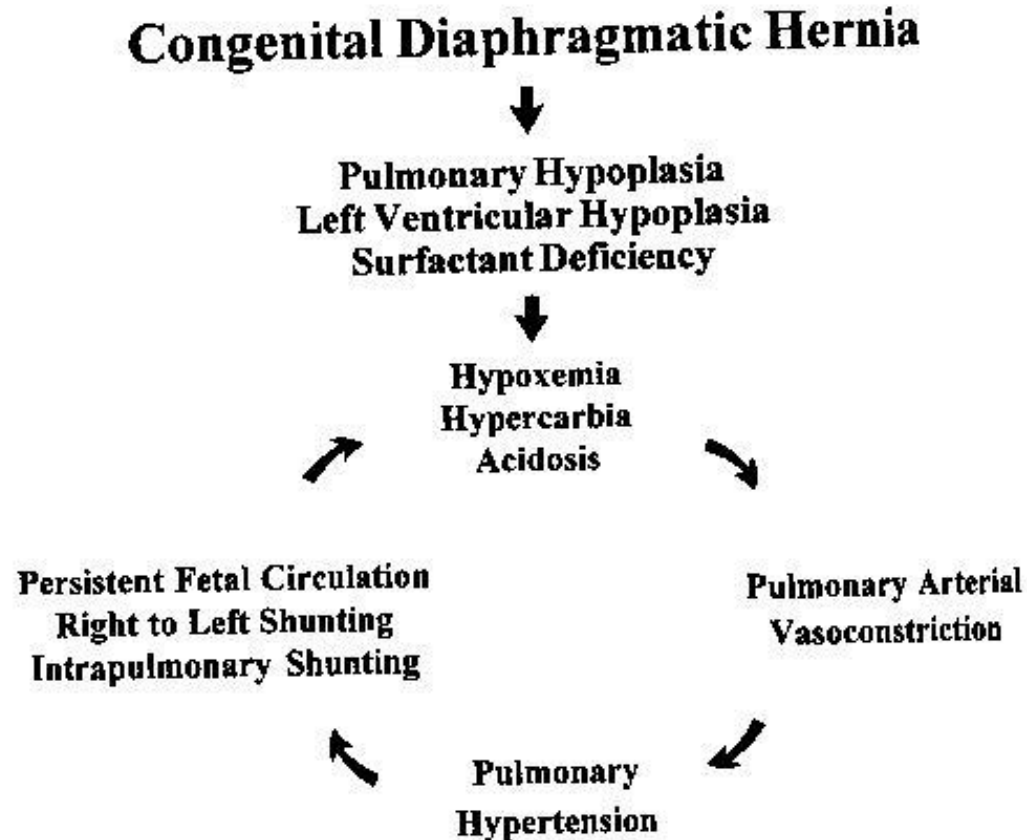 Congenital Diaphragmatic Hernia
Pulmonary Hypoplasia
Left Ventricular Hypoplasia
Surfactant Deficiency
Hypoxemia
Hypercarbia
Acidosis
Pulmonary Arterial
Vasoconstriction
Pulmonary
Hypertension
Persistent Fetal Circulation
Right to Left Shunting
Intrapulmonary Shunting